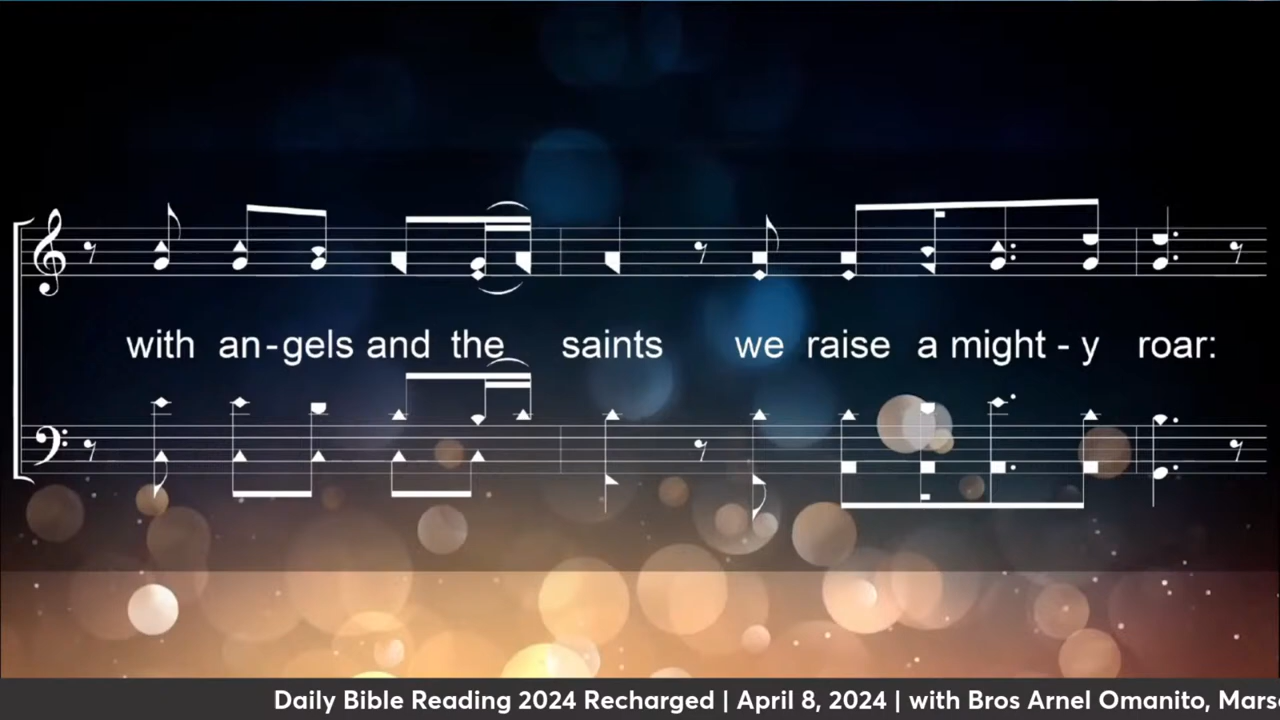 with an-gels and the saints we raise a might-y roar:
Daily Bible Reading 2024 Recharged | April 8, 2024 | with Bros Arnel Omanito, Mars